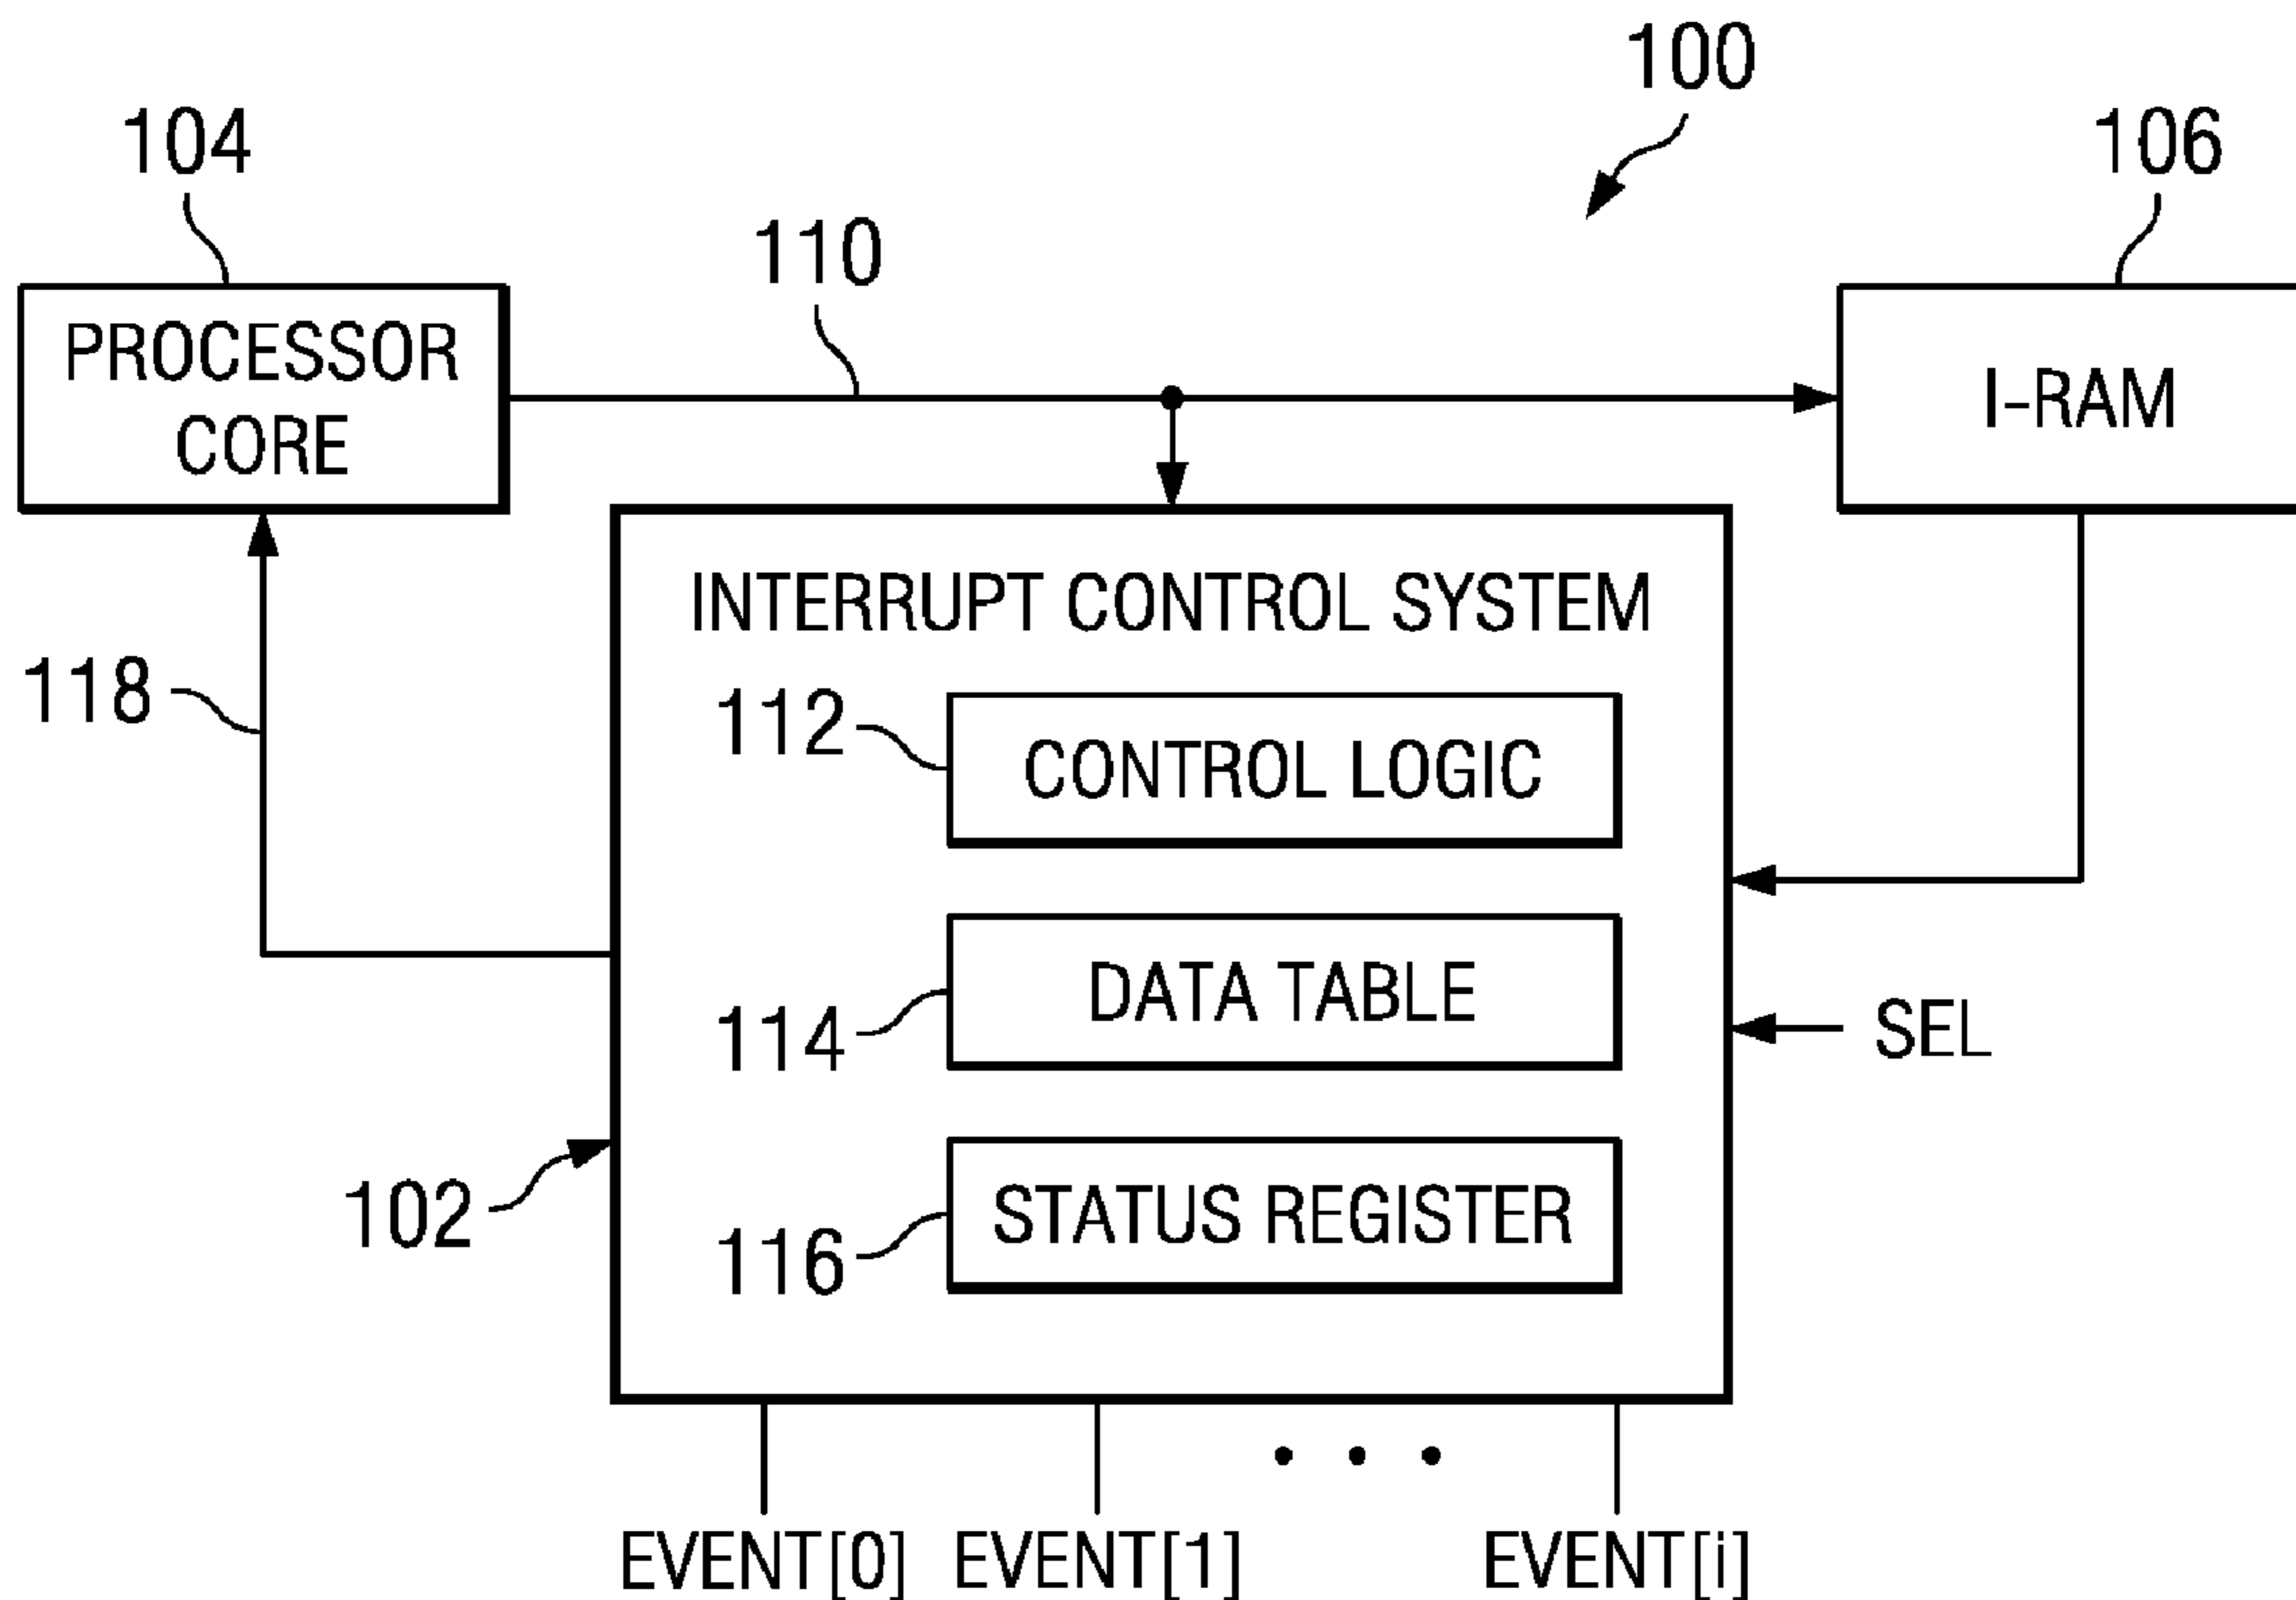 100
104
106
110
PROCESSOR
CORE
I-RAM
INTERRUPT CONTROL SYSTEM
118
112
CONTROL LOGIC
114
DATA TABLE
SEL
102
116
STATUS REGISTER
EVENT[0] EVENT[1] • • • EVENT[i]